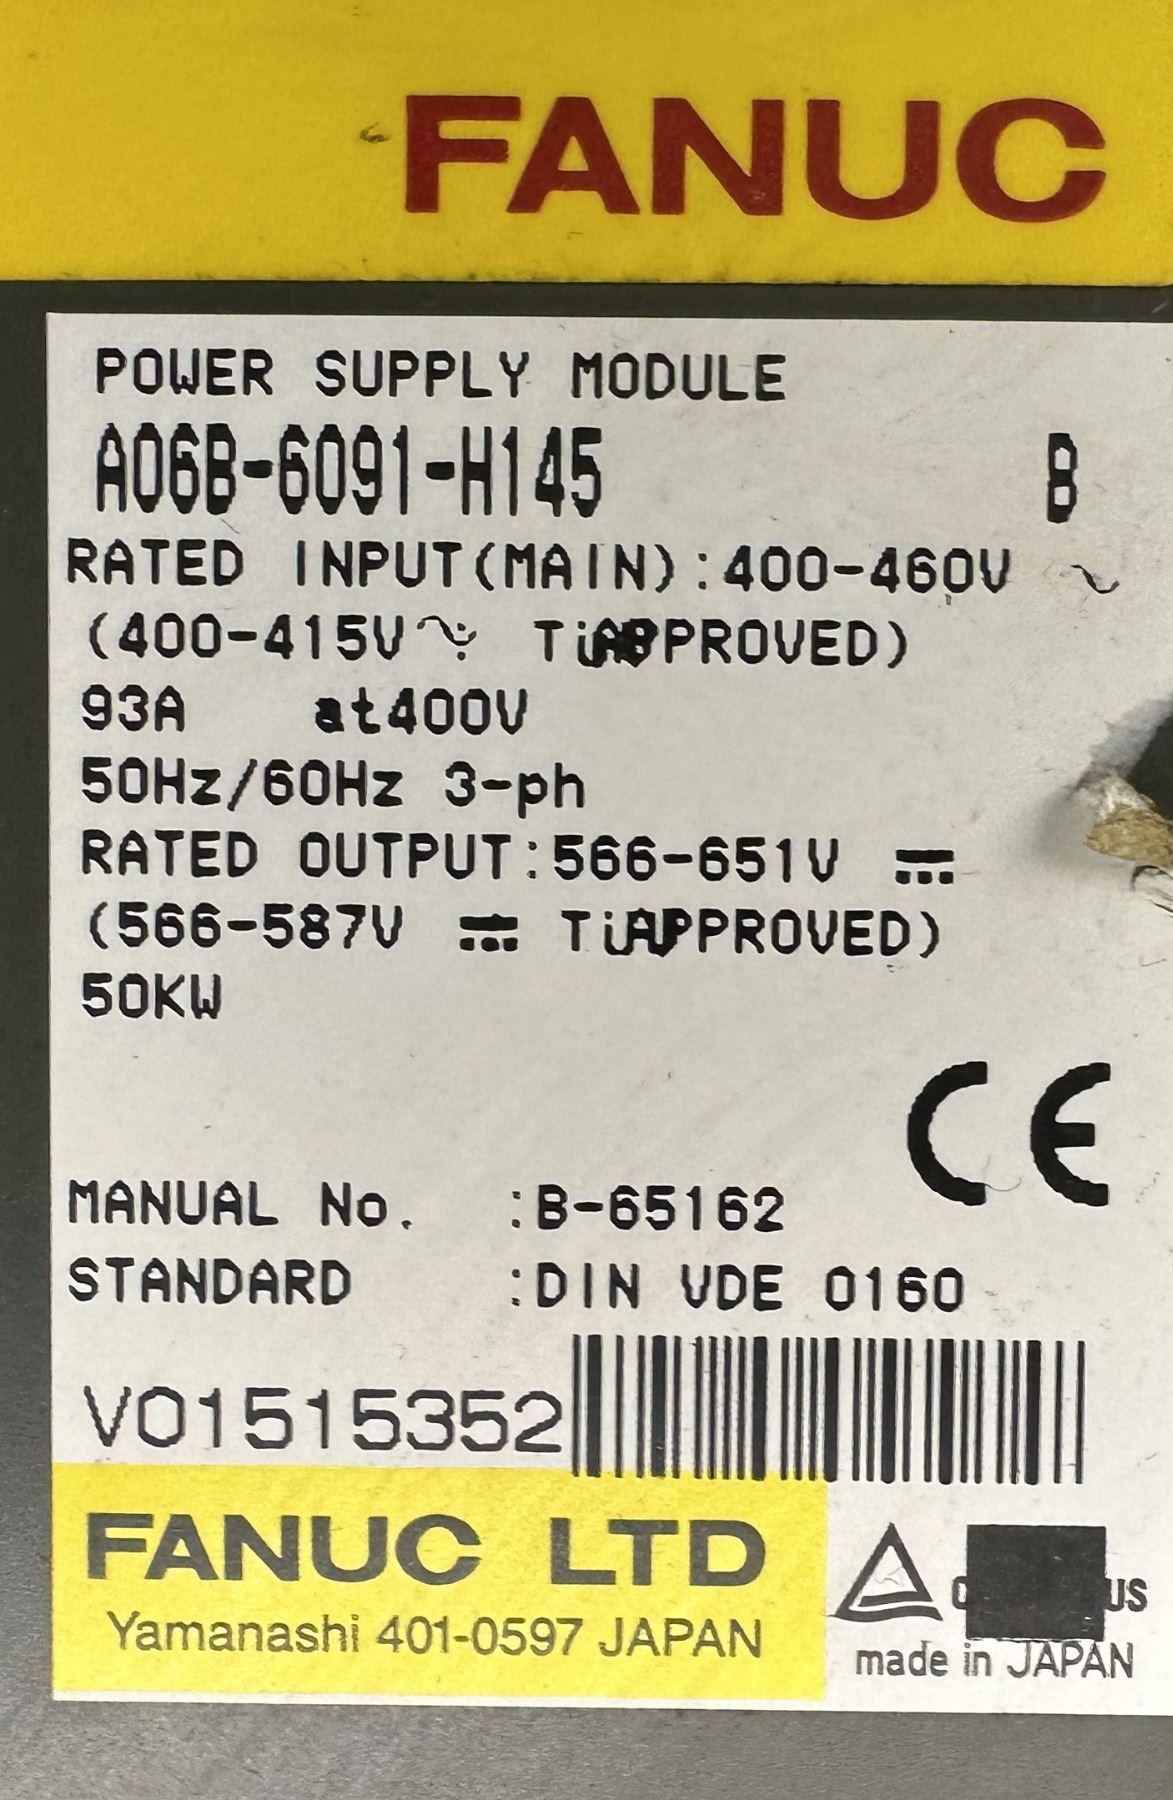 FANUC
POWER SUPPLY MODULE
A06B-6091-H145 B
RATED INPUT(MAIN):400-460V ~
(400-415V APPROVED)
93A at400V
50Hz/60Hz 3-ph
RATED OUTPUT:566-651V ⎓
(566-587V ⎓ APPROVED)
50KW
CE
MANUAL No. :B-65162
STANDARD :DIN VDE 0160
V01515352
FANUC LTD
Yamanashi 401-0597 JAPAN
US
made in JAPAN